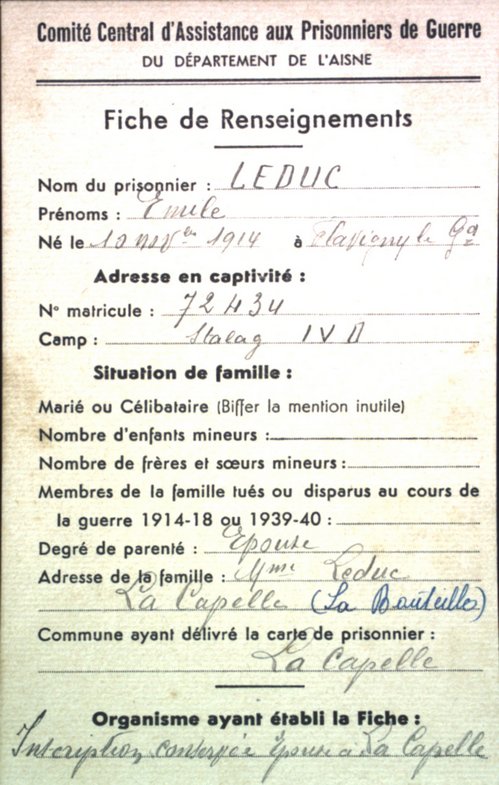 Comité Central d'Assistance aux Prisonniers de Guerre
DU DÉPARTEMENT DE L'AISNE
Fiche de Renseignements
Nom du prisonnier : LEDUC
Prénoms : Emile
Né le 10 nov.bre 1914 à Flavigny le Gd
Adresse en captivité :
N° matricule : 72434
Camp : Stalag IV D
Situation de famille :
Marié ou Célibataire (Biffer la mention inutile)
Nombre d'enfants mineurs :
Nombre de frères et sœurs mineurs :
Membres de la famille tués ou disparus au cours de
la guerre 1914-18 ou 1939-40 :
Degré de parenté : Epouse
Adresse de la famille : Mme Leduc
La Capelle (La Bouteille)
Commune ayant délivré la carte de prisonnier :
La Capelle
Organisme ayant établi la Fiche :
Inscription Epouse a La Capelle